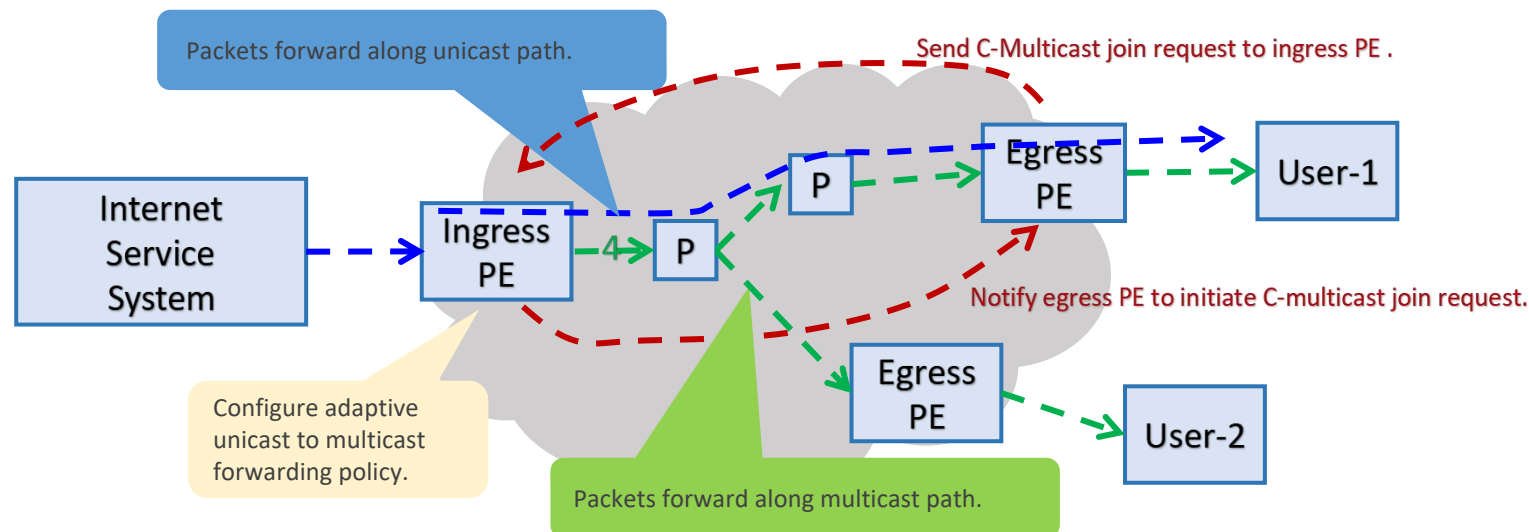 Packets forward along unicast path.
Send C-Multicast join request to ingress PE .
Internet
Service
System
Ingress
PE
4
P
P
Egress
PE
User-1
Notify egress PE to initiate C-multicast join request.
Egress
PE
User-2
Configure adaptive
unicast to multicast
forwarding policy.
Packets forward along multicast path.